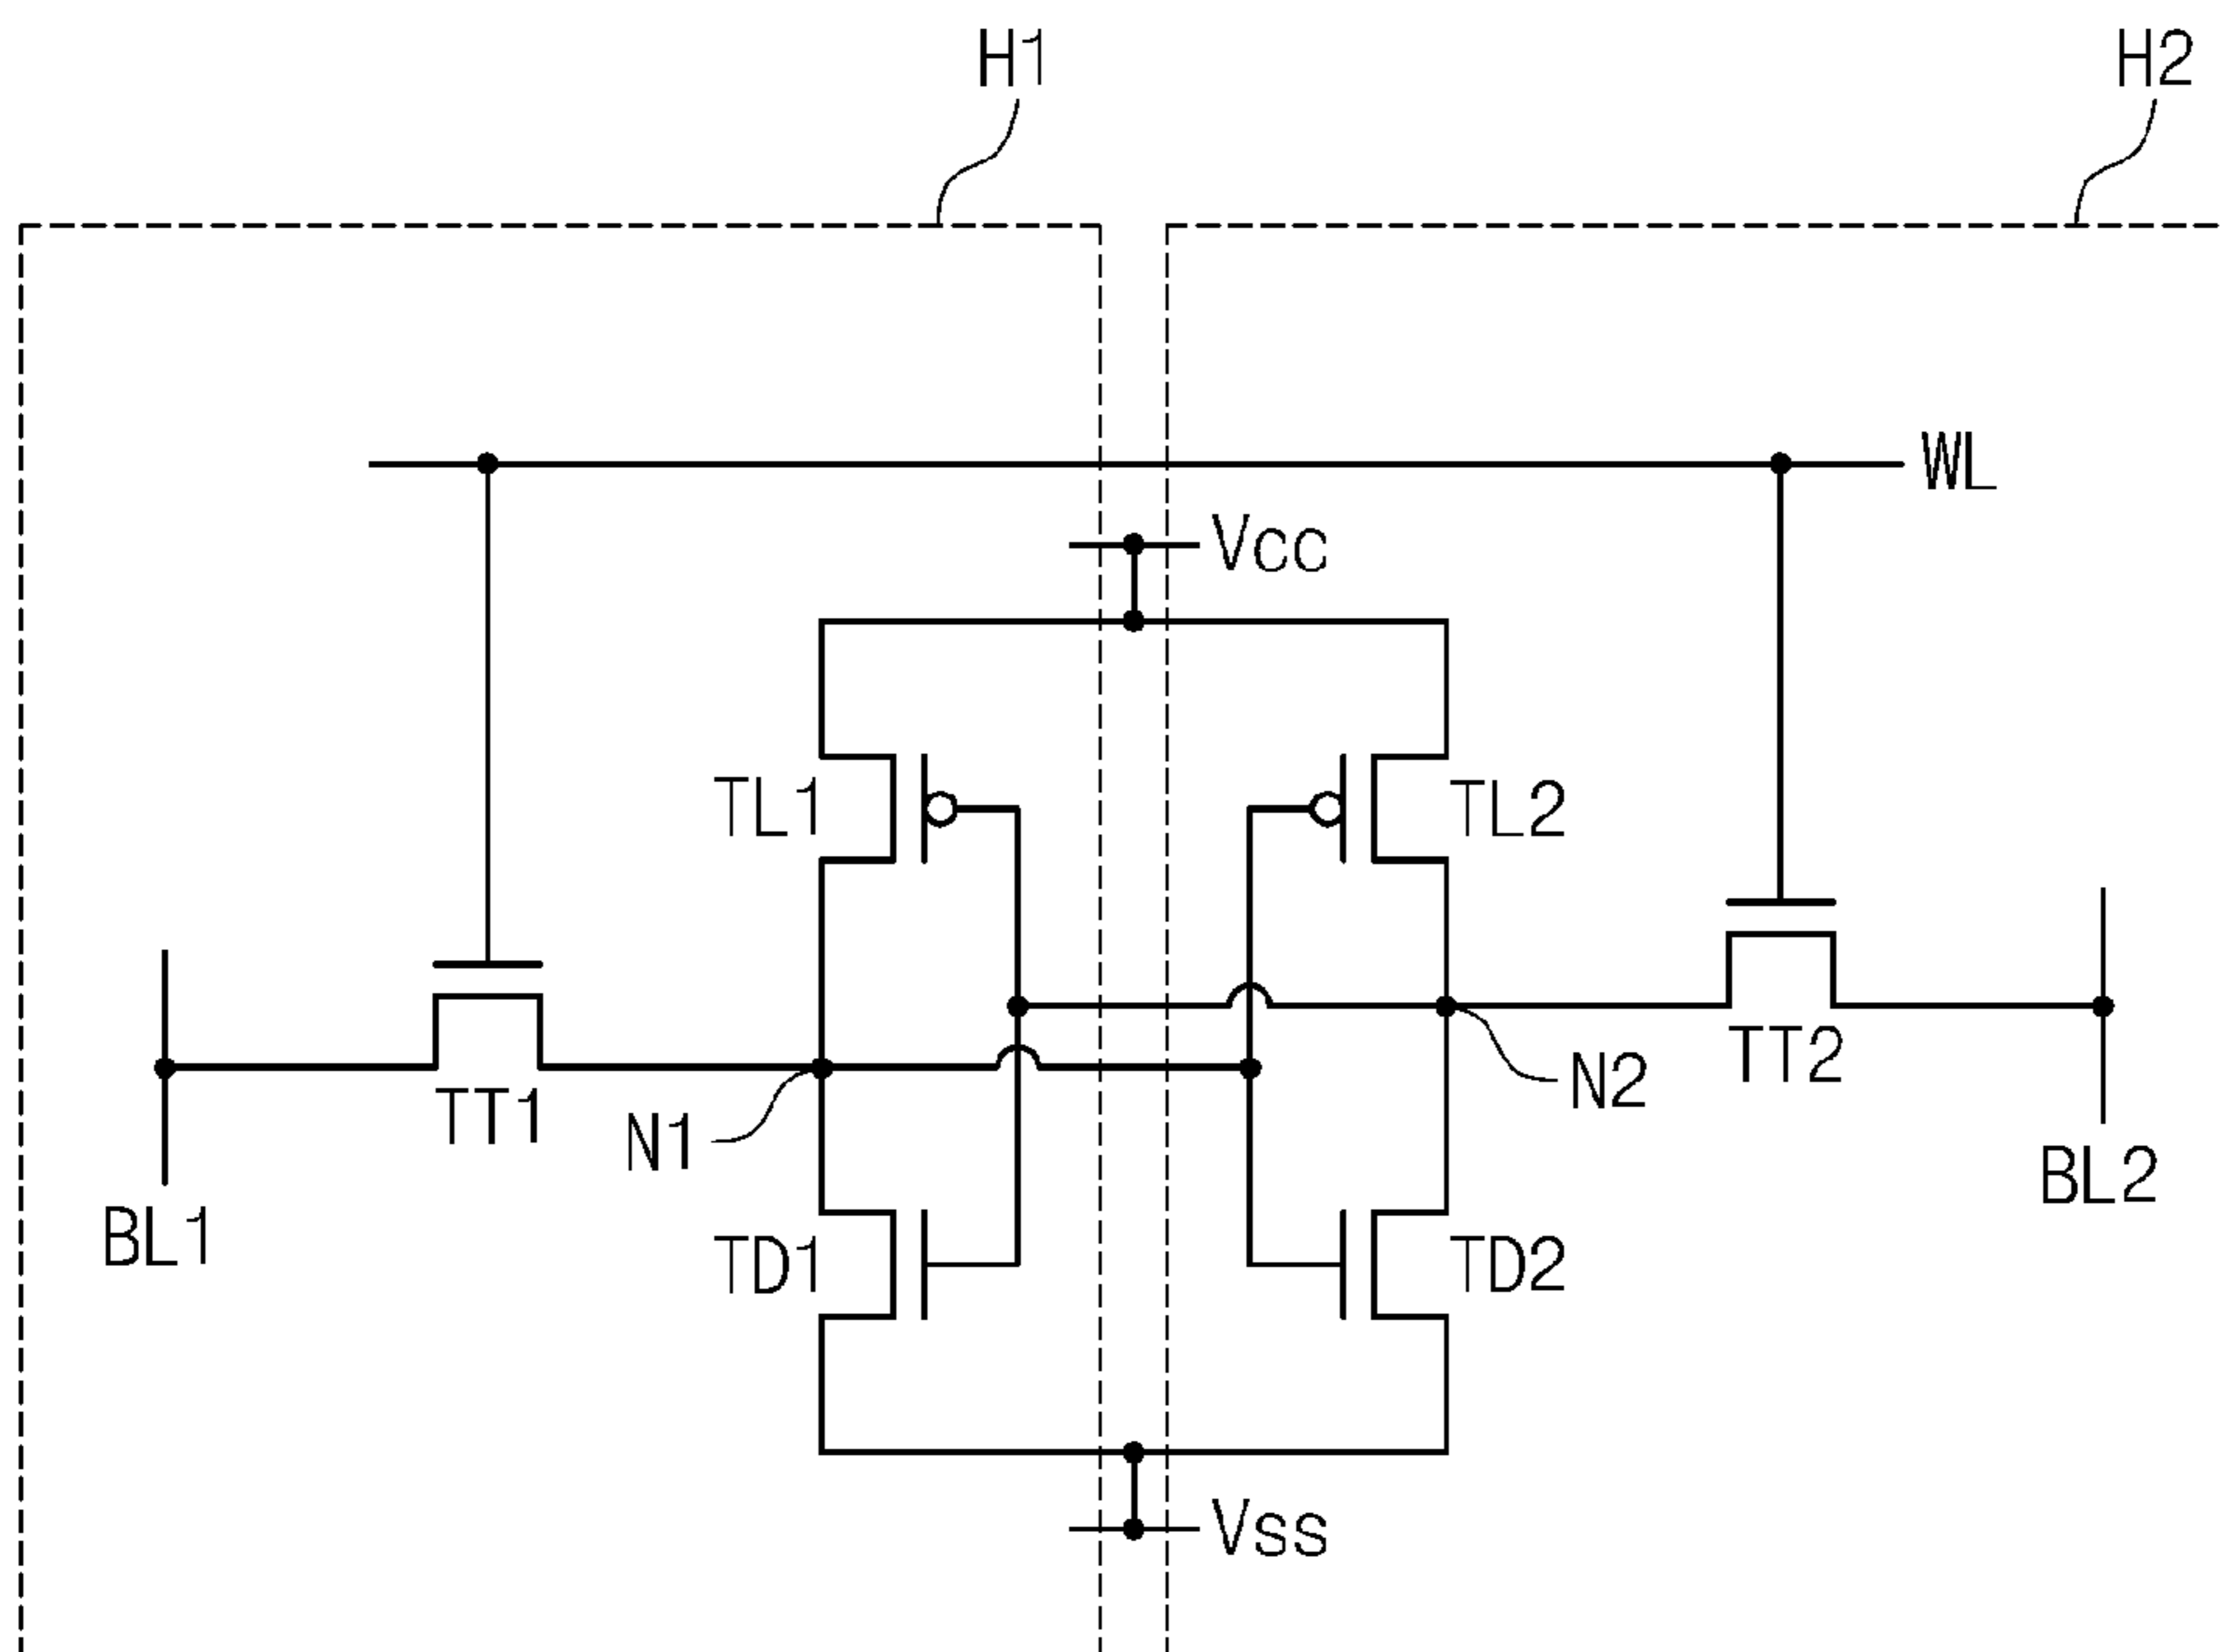 H1
H2
WL
VCC
TL1
TL2
TT1
N1
N2
TT2
BL1
TD1
TD2
BL2
VSS